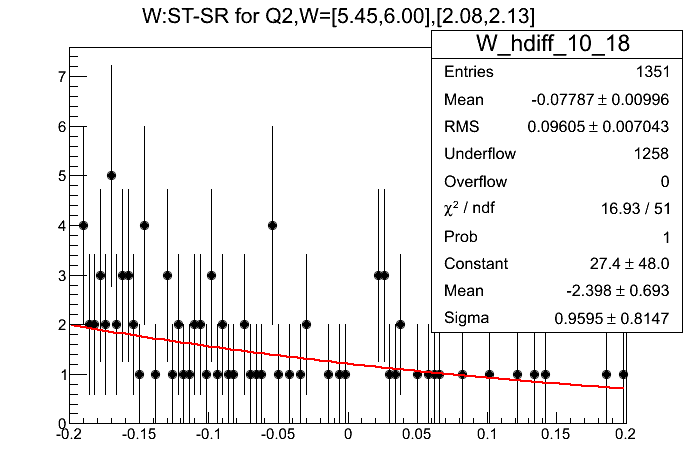 W:ST-SR for Q2,W=[5.45,6.00],[2.08,2.13]
W_hdiff_10_18
Entries 1351
Mean -0.07787 ± 0.00996
RMS 0.09605 ± 0.007043
Underflow 1258
Overflow 0
χ² / ndf 16.93 / 51
Prob 1
Constant 27.4 ± 48.0
Mean -2.398 ± 0.693
Sigma 0.9595 ± 0.8147
7
6
5
4
3
2
1
0
-0.2 -0.15 -0.1 -0.05 0 0.05 0.1 0.15 0.2